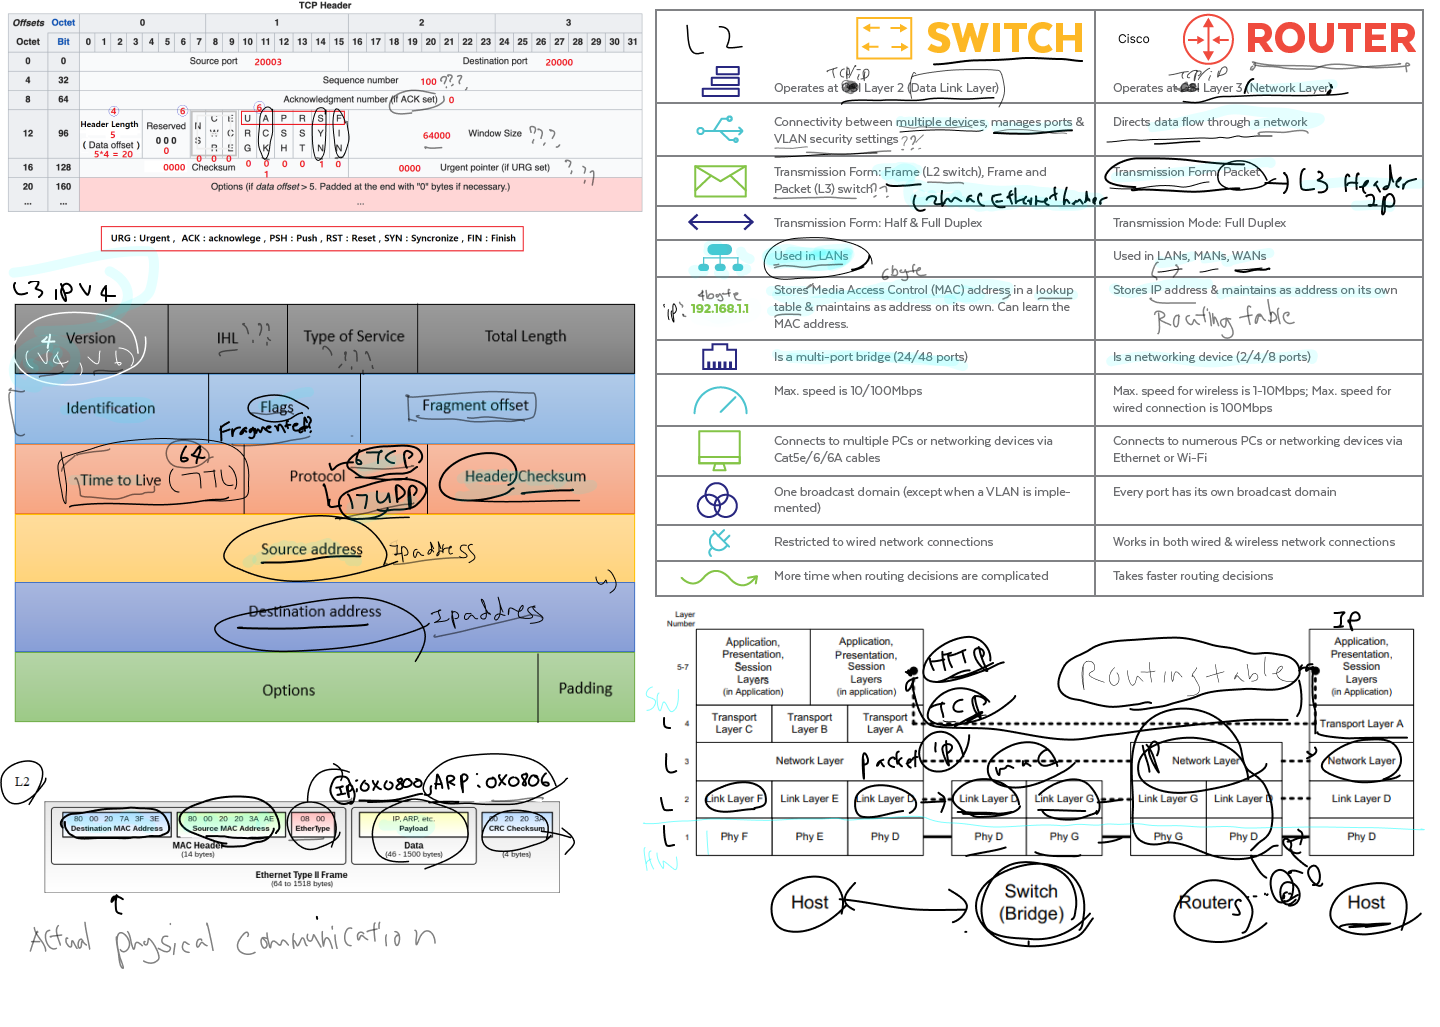 TCP Header
Offsets Octet 0 1 2 3
Octet Bit 0 1 2 3 4 5 6 7 8 9 10 11 12 13 14 15 16 17 18 19 20 21 22 23 24 25 26 27 28 29 30 31
0 0 Source port 20003 Destination port 20000
4 32 Sequence number 100 ???
8 64 Acknowledgment number (if ACK set) 0
12 96 4 Header Length 5 ( Data offset ) 5*4 = 20
6 Reserved 0 0 0 0
NS CWR ECE
6 URG ACK PSH RST SYN FIN
0 0 0 0 1 0 0 1 0
64000 Window Size ???
16 128 0000 Checksum 0000 Urgent pointer (if URG set) ???
20 160 Options (if data offset > 5. Padded at the end with "0" bytes if necessary.)
... ... ...
URG : Urgent , ACK : acknowlege , PSH : Push , RST : Reset , SYN : Syncronize , FIN : Finish
L3 ipv4
Version 4 (v4, v6) IHL ??? Type of Service ???? Total Length
Identification Flags Fragmented? Fragment offset
Time to Live 64 (TTL) Protocol 6 TCP 17 UDP Header Checksum
Source address Ip address
Destination address Ip address
Options Padding
L2
IP:0x0800, ARP : 0x0806
80 00 20 7A 3F 3E 80 00 20 20 3A AE 08 00 IP, ARP, etc. 00 20 20 3A
Destination MAC Address Source MAC Address EtherType Payload CRC Checksum
MAC Header Data
(14 bytes) (46 - 1500 bytes) (4 bytes)
Ethernet Type II Frame
(64 to 1518 bytes)
Actual physical communication
L2 SWITCH Cisco ROUTER
TCP/iP
Operates at Layer 2 (Data Link Layer)
TCP/iP
Operates at Layer 3 (Network Layer)
Connectivity between multiple devices, manages ports &
VLAN security settings ??
Directs data flow through a network
Transmission Form: Frame (L2 switch), Frame and
Packet (L3) switch??
L2 mac Ethernet header
Transmission Form: Packet
L3 Header
IP
Transmission Form: Half & Full Duplex
Transmission Mode: Full Duplex
Used in LANs
Used in LANs, MANs, WANs
6byte
ip: 4byte
192.168.1.1
Stores Media Access Control (MAC) address in a lookup
table & maintains as address on its own. Can learn the
MAC address.
Stores IP address & maintains as address on its own
Routing table
Is a multi-port bridge (24/48 ports)
Is a networking device (2/4/8 ports)
Max. speed is 10/100Mbps
Max. speed for wireless is 1-10Mbps; Max. speed for
wired connection is 100Mbps
Connects to multiple PCs or networking devices via
Cat5e/6/6A cables
Connects to numerous PCs or networking devices via
Ethernet or Wi-Fi
One broadcast domain (except when a VLAN is imple-
mented)
Every port has its own broadcast domain
Restricted to wired network connections
Works in both wired & wireless network connections
More time when routing decisions are complicated
Takes faster routing decisions
Layer
Number
IP
5-7
Application,
Presentation,
Session
Layers
(in Application)
Application,
Presentation,
Session
Layers
(in application)
HTTP
Routing table
Application,
Presentation,
Session
Layers
(in Application)
SW
L 4 Transport Layer C Transport Layer B Transport Layer A TCP Transport Layer A
L 3 Network Layer packet ip mac IP Network Layer Network Layer
L 2 Link Layer F Link Layer E Link Layer D Link Layer D Link Layer G Link Layer G Link Layer D Link Layer D
L 1 Phy F Phy E Phy D Phy D Phy G Phy G Phy D Phy D
HW
Host Switch (Bridge) Routers Host